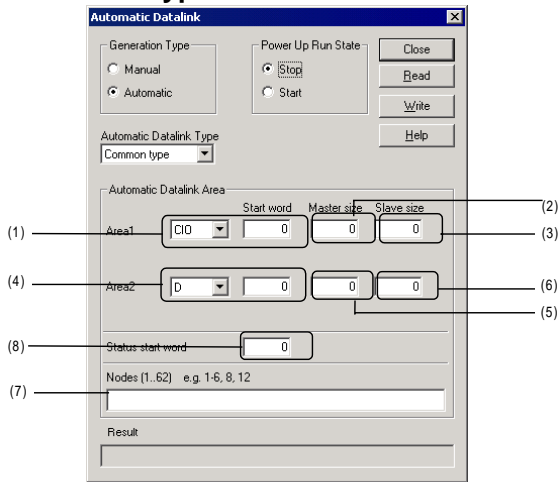 Automatic Datalink
Generation Type
Power Up Run State
Close
Manual
Stop
Read
Automatic
Start
Write
Automatic Datalink Type
Help
Common type
Automatic Datalink Area
Start word Master size Slave size
(2)
(1) Area1 CIO 0 0 0 (3)
(4) Area2 D 0 0 0 (6)
(5)
(8) Status start word 0
Nodes (1..62) e.g. 1-6, 8, 12
(7)
Result